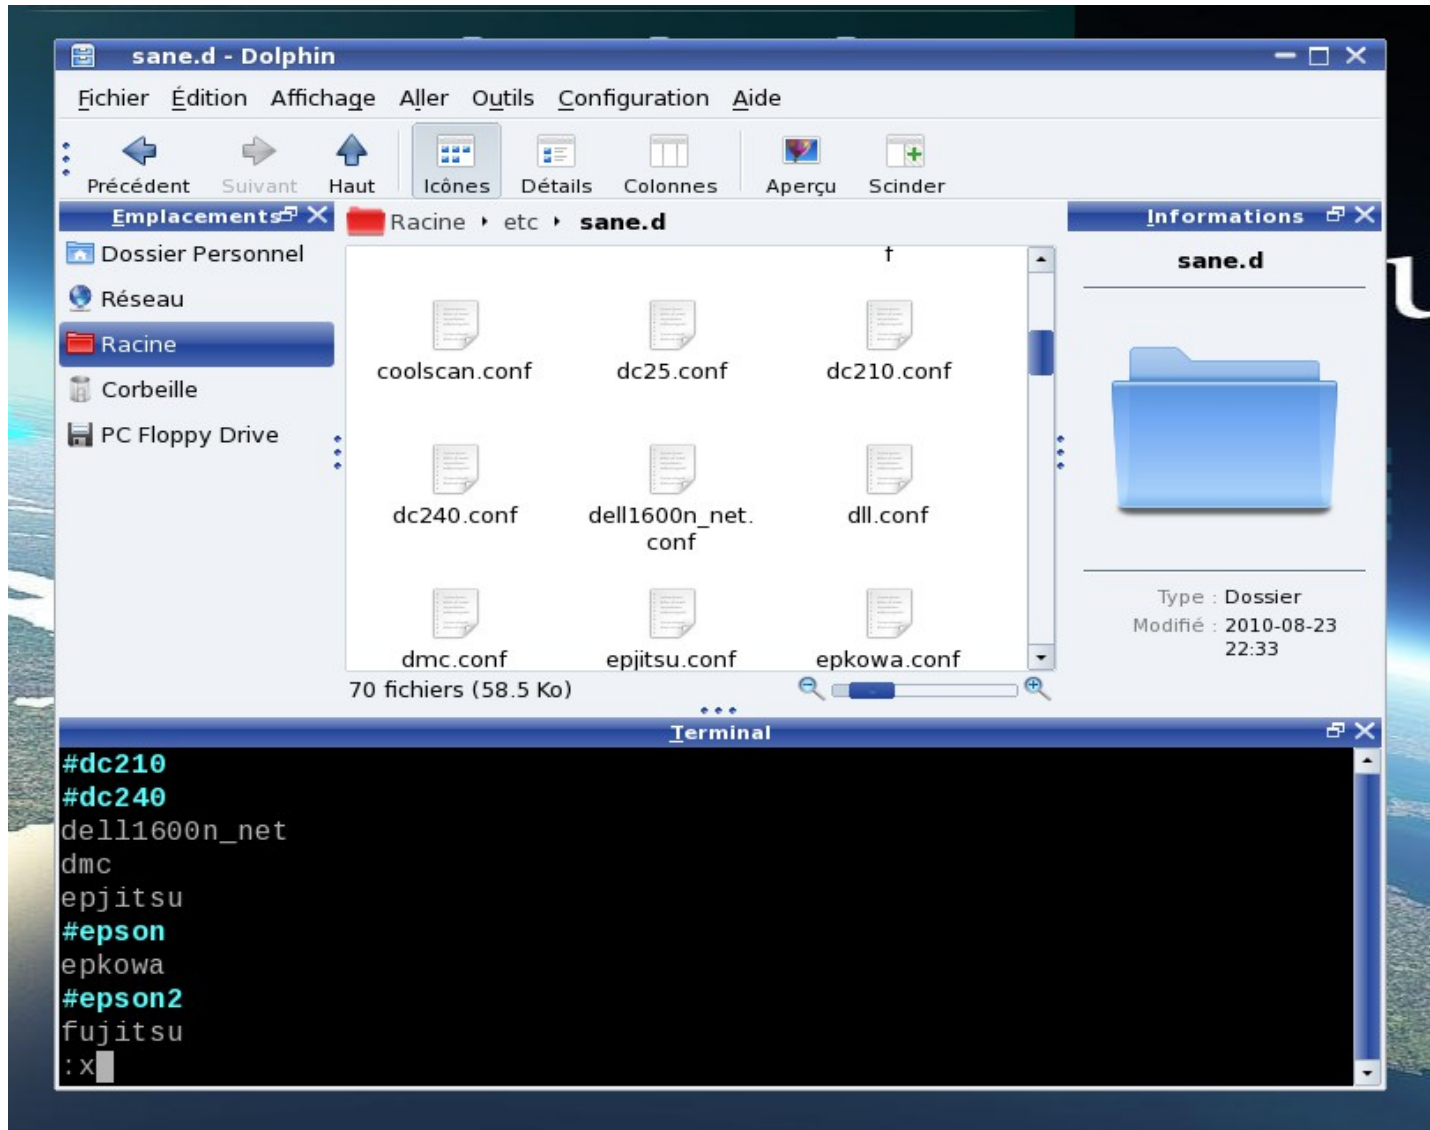 sane.d - Dolphin
Fichier Édition Affichage Aller Outils Configuration Aide
Précédent Suivant Haut Icônes Détails Colonnes Aperçu Scinder
Emplacements
Dossier Personnel
Réseau
Racine
Corbeille
PC Floppy Drive
Racine etc sane.d
f
coolscan.conf dc25.conf dc210.conf
dc240.conf dell1600n_net. dll.conf
conf
dmc.conf epjitsu.conf epkowa.conf
70 fichiers (58.5 Ko)
Informations
sane.d
Type : Dossier
Modifié : 2010-08-23
22:33
Terminal
#dc210
#dc240
dell1600n_net
dmc
epjitsu
#epson
epkowa
#epson2
fujitsu
:x